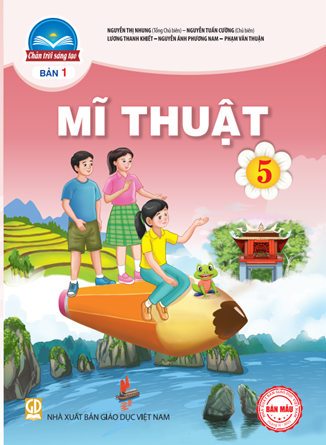 NGUYỄN THỊ NHUNG (Tổng Chủ biên) – NGUYỄN TUẤN CƯỜNG (Chủ biên)
LƯƠNG THANH KHIẾT – NGUYỄN ÁNH PHƯƠNG NAM – PHẠM VĂN THUẬN
Chân trời sáng tạo
BẢN 1
MĨ THUẬT
5
BẢN MẪU
NHÀ XUẤT BẢN GIÁO DỤC VIỆT NAM